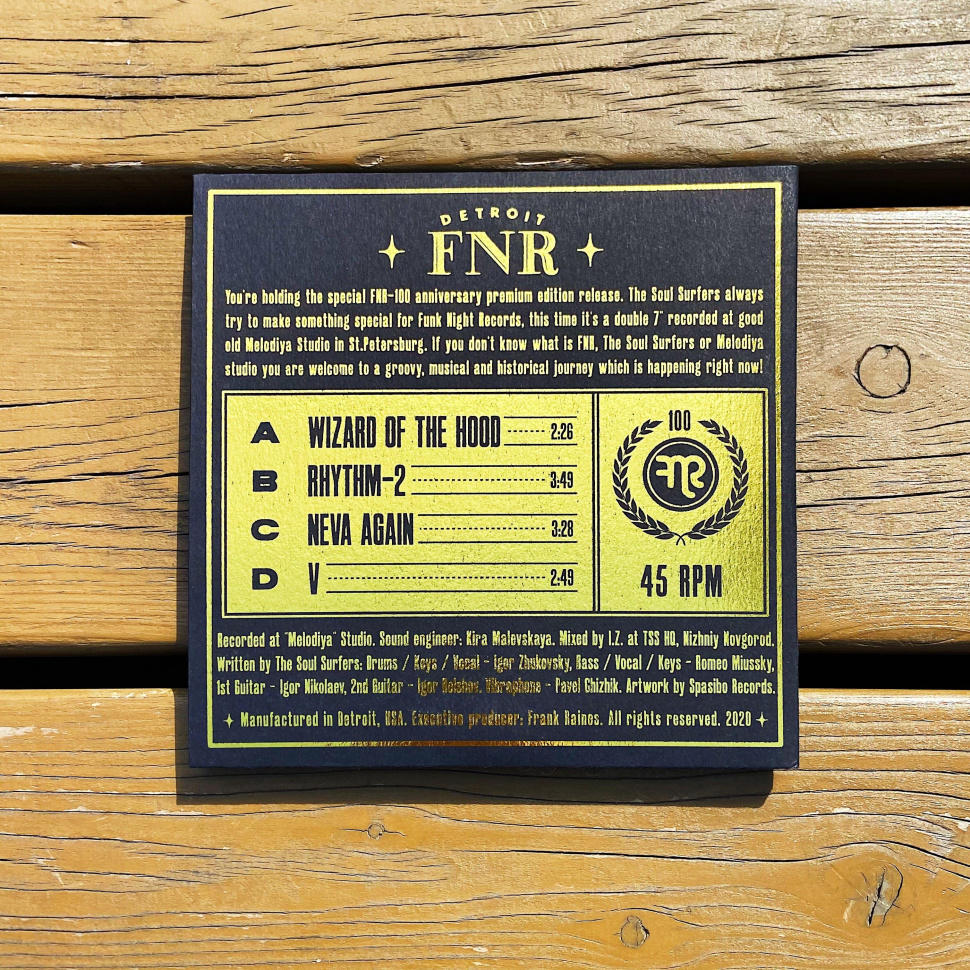 DETROIT
FNR
You're holding the special FNR-100 anniversary premium edition release. The Soul Surfers always
try to make something special for Funk Night Records, this time it's a double 7" recorded at good
old Melodiya Studio in St.Petersburg. If you don't know what is FNR, The Soul Surfers or Melodiya
studio you are welcome to a groovy, musical and historical journey which is happening right now!
A WIZARD OF THE HOOD 2:26
B RHYTHM-2 3:49
C NEVA AGAIN 3:28
D V 2:49
100
FNR
45 RPM
Recorded at "Melodiya" Studio. Sound engineer: Kira Malevskaya. Mixed by I.Z. at TSS HQ, Nizhniy Novgorod.
Written by The Soul Surfers: Drums / Keys / Vocal - Igor Zhukovsky, Bass / Vocal / Keys - Romeo Miussky,
1st Guitar - Igor Nikolaev, 2nd Guitar - Igor Vibraphone - Pavel Chizhik. Artwork by Spasibo Records.
Manufactured in Detroit, USA. Executive producer: Frank Raines. All rights reserved. 2020